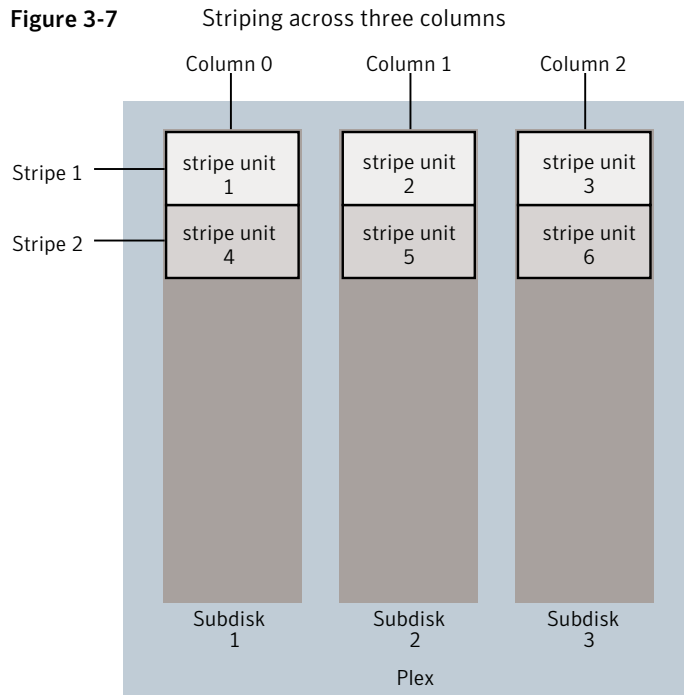 Figure 3-7 Striping across three columns
Column 0 Column 1 Column 2
Stripe 1
stripe unit
1
stripe unit
2
stripe unit
3
Stripe 2
stripe unit
4
stripe unit
5
stripe unit
6
Subdisk
1
Subdisk
2
Subdisk
3
Plex